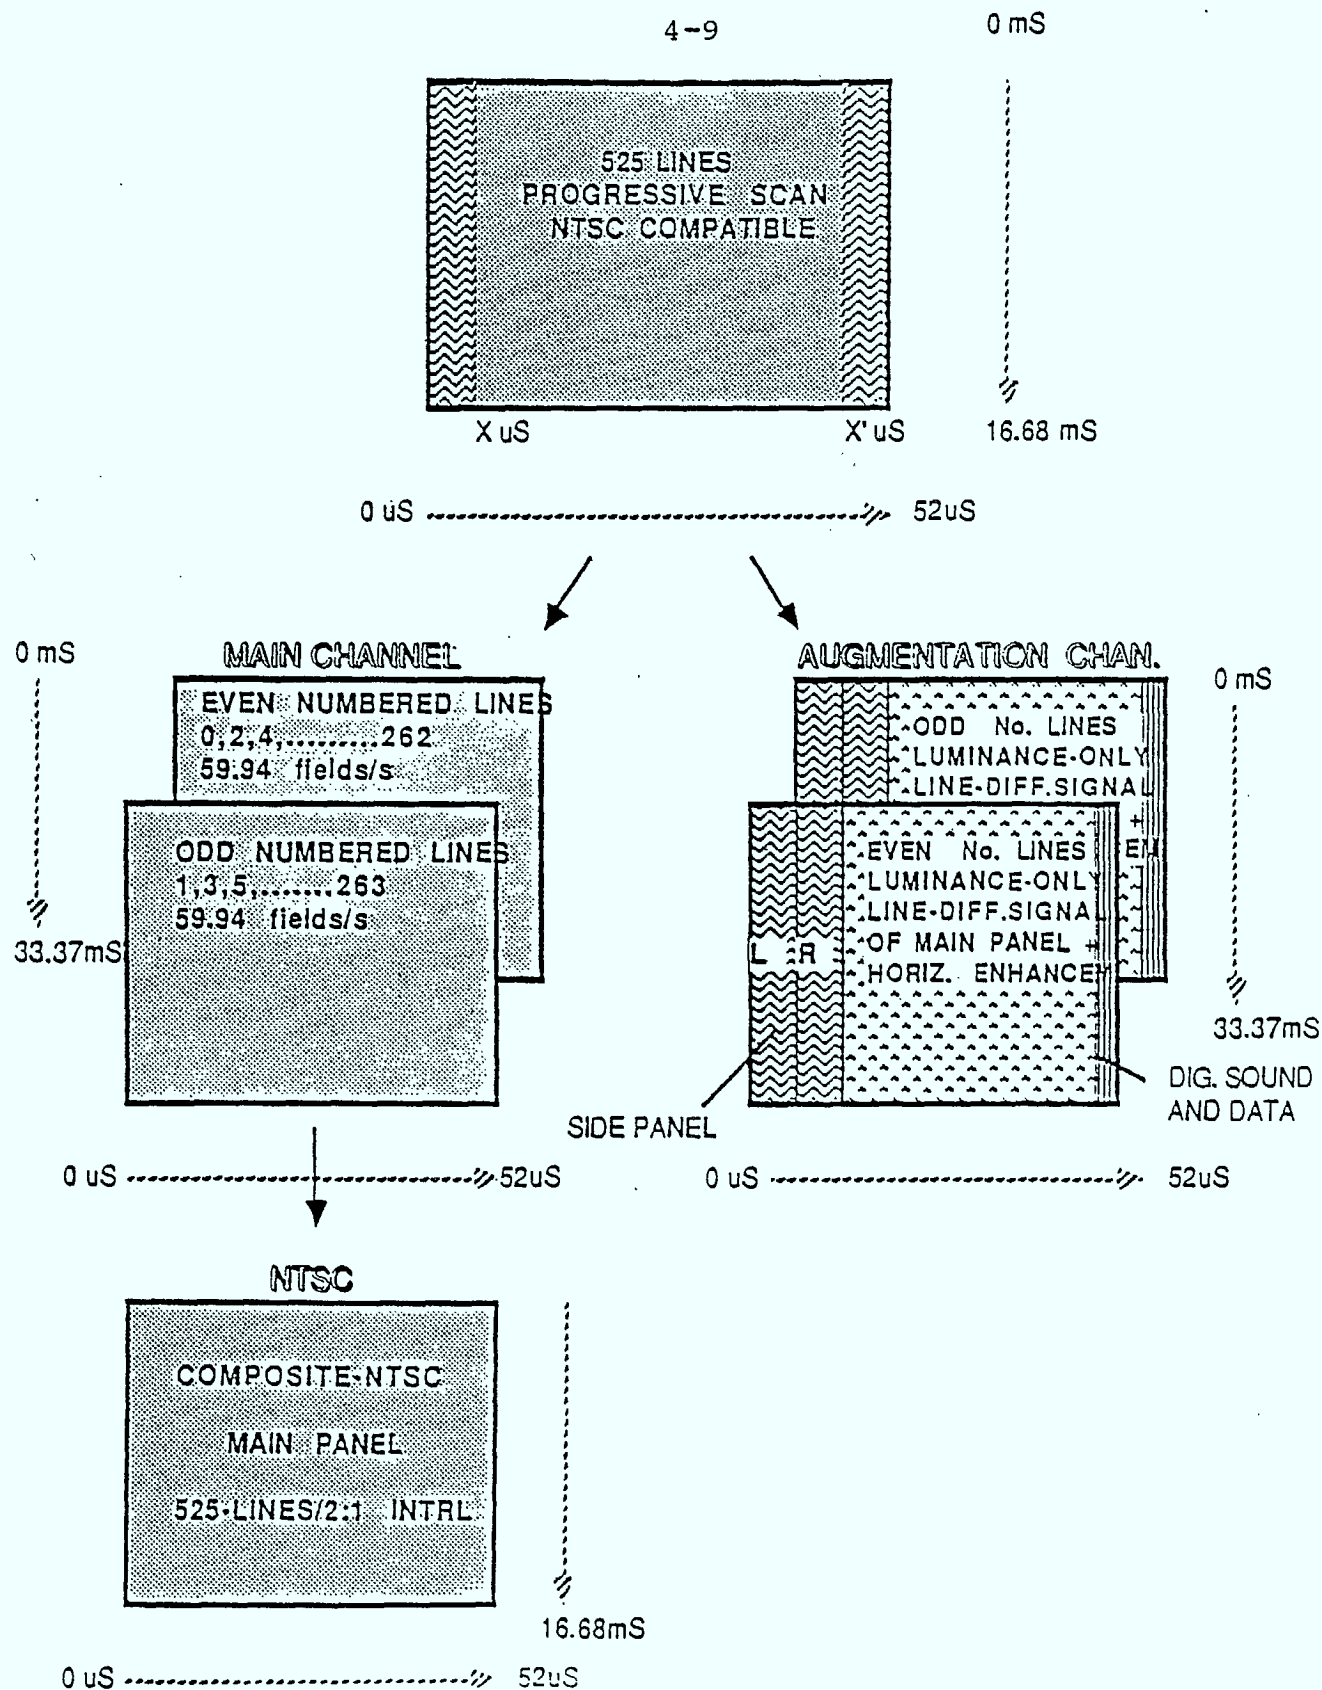 4-9
0 mS
525 LINES
PROGRESSIVE SCAN
NTSC COMPATIBLE
X uS
X' uS
16.68 mS
0 uS
52uS
MAIN CHANNEL
0 mS
EVEN NUMBERED LINES
0,2,4,.........262
59.94 fields/s
ODD NUMBERED LINES
1,3,5,.......263
59.94 fields/s
33.37mS
0 uS
52uS
AUGMENTATION CHAN.
0 mS
ODD No. LINES
LUMINANCE-ONLY
LINE-DIFF.SIGNAL
+
EM
EVEN No. LINES
LUMINANCE-ONLY
LINE-DIFF.SIGNAL
OF MAIN PANEL +
HORIZ. ENHANCEM
L R
33.37mS
SIDE PANEL
DIG. SOUND
AND DATA
0 uS
52uS
NTSC
COMPOSITE-NTSC
MAIN PANEL
525-LINES/2:1 INTRL
16.68mS
0 uS
52uS